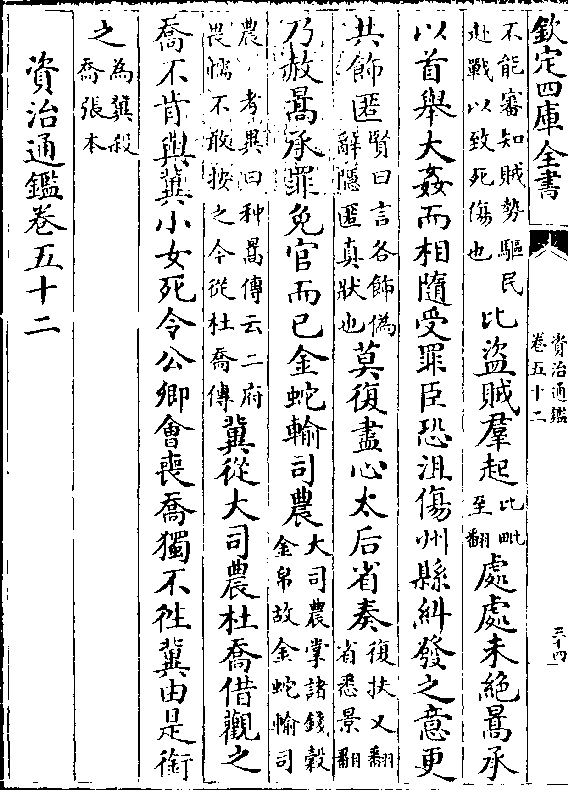 欽定四庫全書
資治通鑑
卷五十二
三十四
不能審知賊勢驅民
赴戰以致死傷也
比盜賊羣起
比毗
至翻
處處未絕暠承
以首舉大姦而相隨受罪臣恐沮傷州縣糾發之意更
共飾匿
賢曰言各飾偽
辭隱匿真狀也
莫復盡心太后省奏
復扶又翻
省悉景翻
乃赦暠承罪免官而已金蛇輸司農
大司農掌諸錢穀
金帛故金蛇輸司
農考異曰种暠傳云二府
畏懦不敢按之今從杜喬傳
冀從大司農杜喬借觀之
喬不肯與冀小女死令公卿會喪喬獨不往冀由是銜
之
為冀殺
喬張本
資治通鑑卷五十二